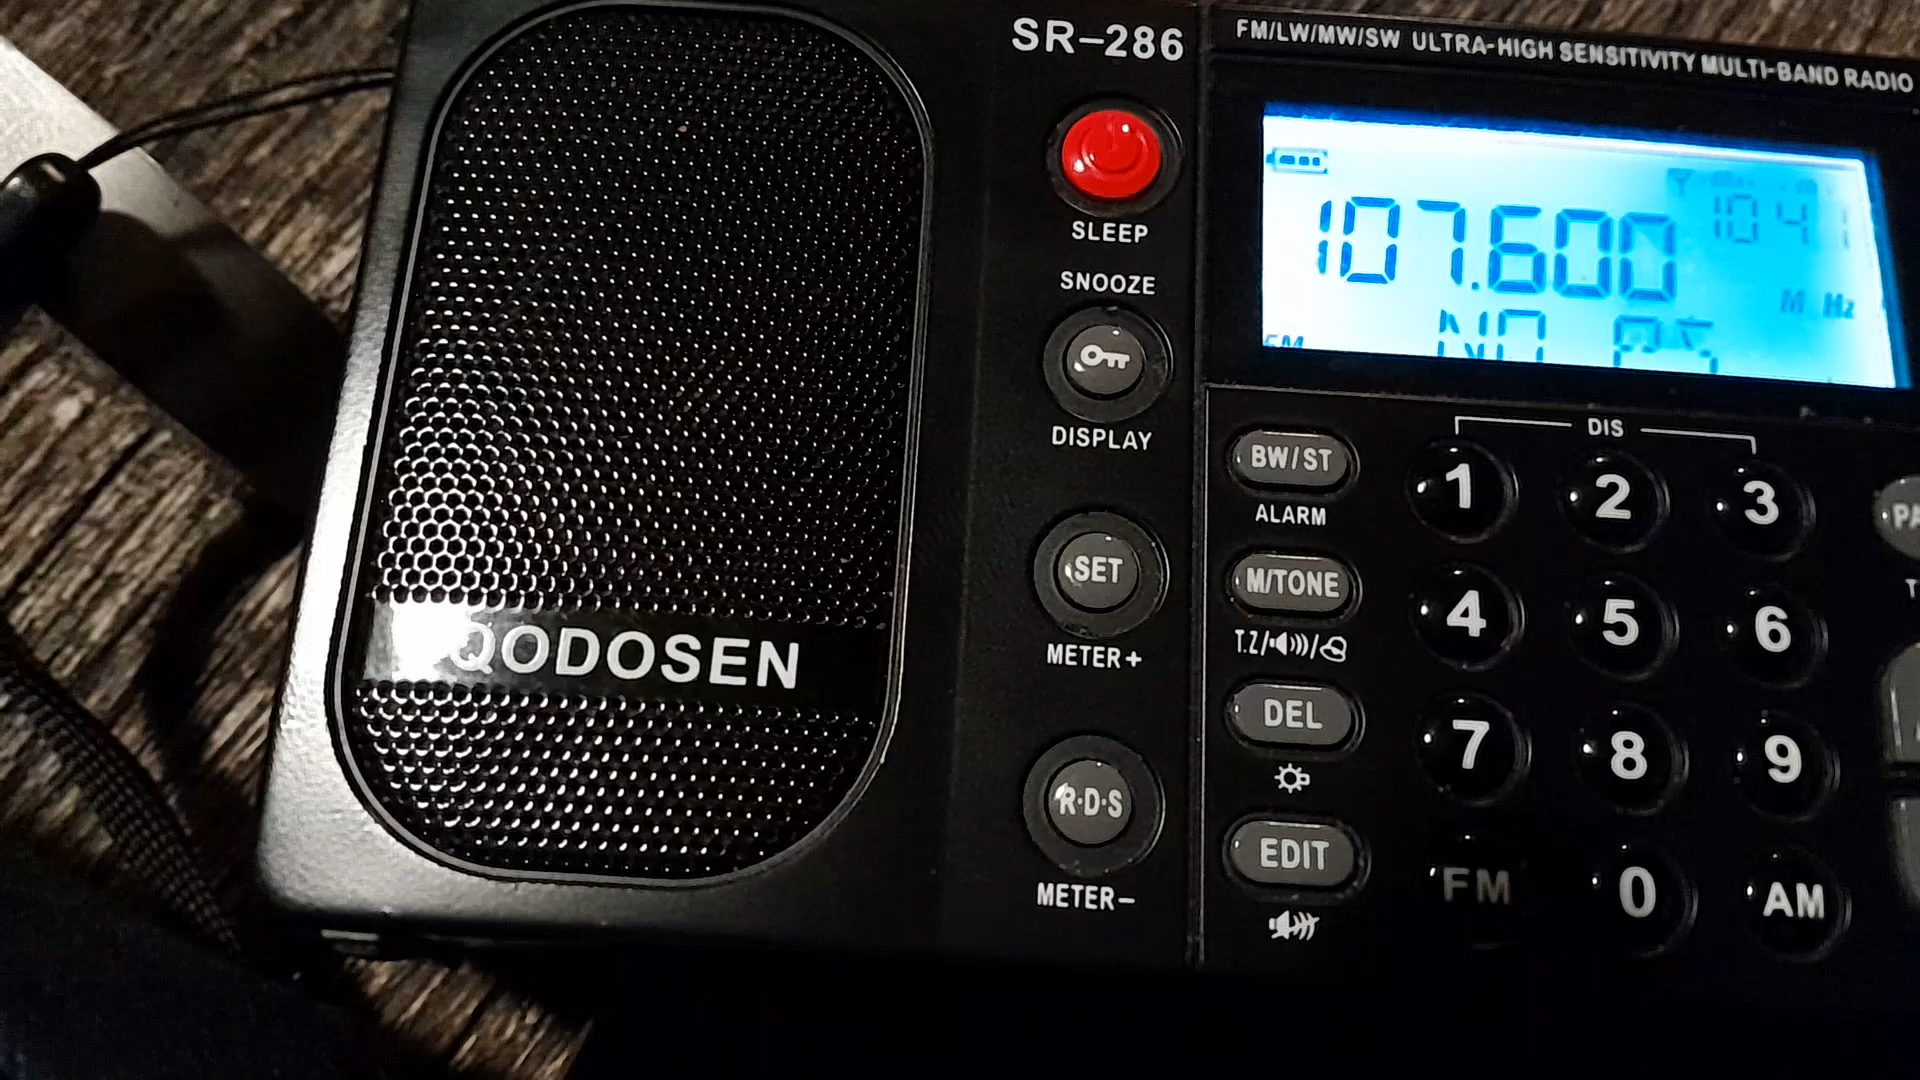 SR-286
FM/LW/MW/SW ULTRA-HIGH SENSITIVITY MULTI-BAND RADIO
107.600
MHz
NO PS
SLEEP
SNOOZE
DISPLAY
SET
METER+
R·D·S
METER-
QODOSEN
DIS
BW/ST
ALARM
M/TONE
T.Z/
DEL
EDIT
1 2 3
4 5 6
7 8 9
FM 0 AM